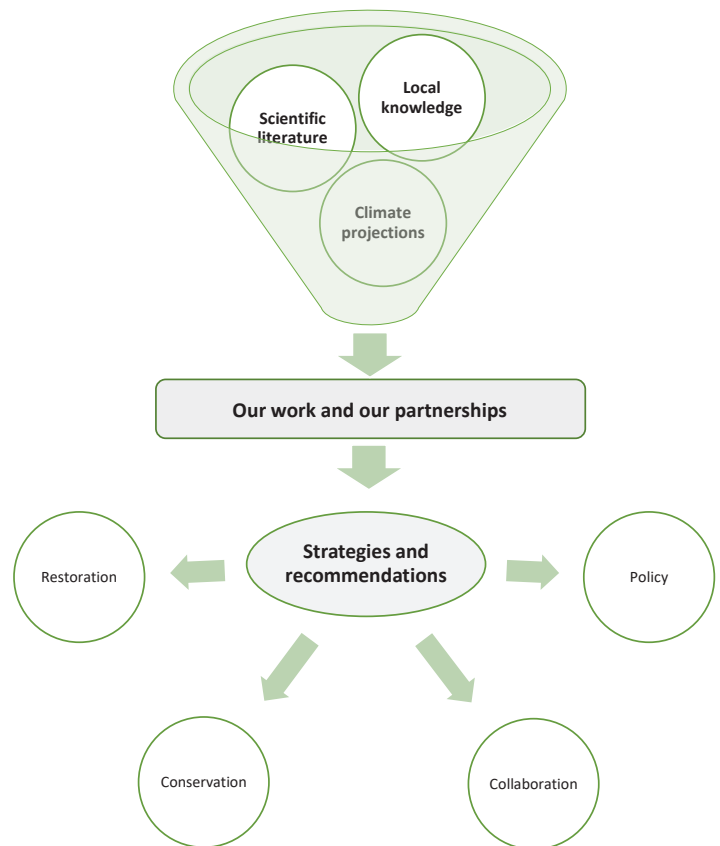 Local
knowledge
Scientific
literature
Climate
projections
Our work and our partnerships
Strategies and
recommendations
Restoration
Policy
Conservation
Collaboration